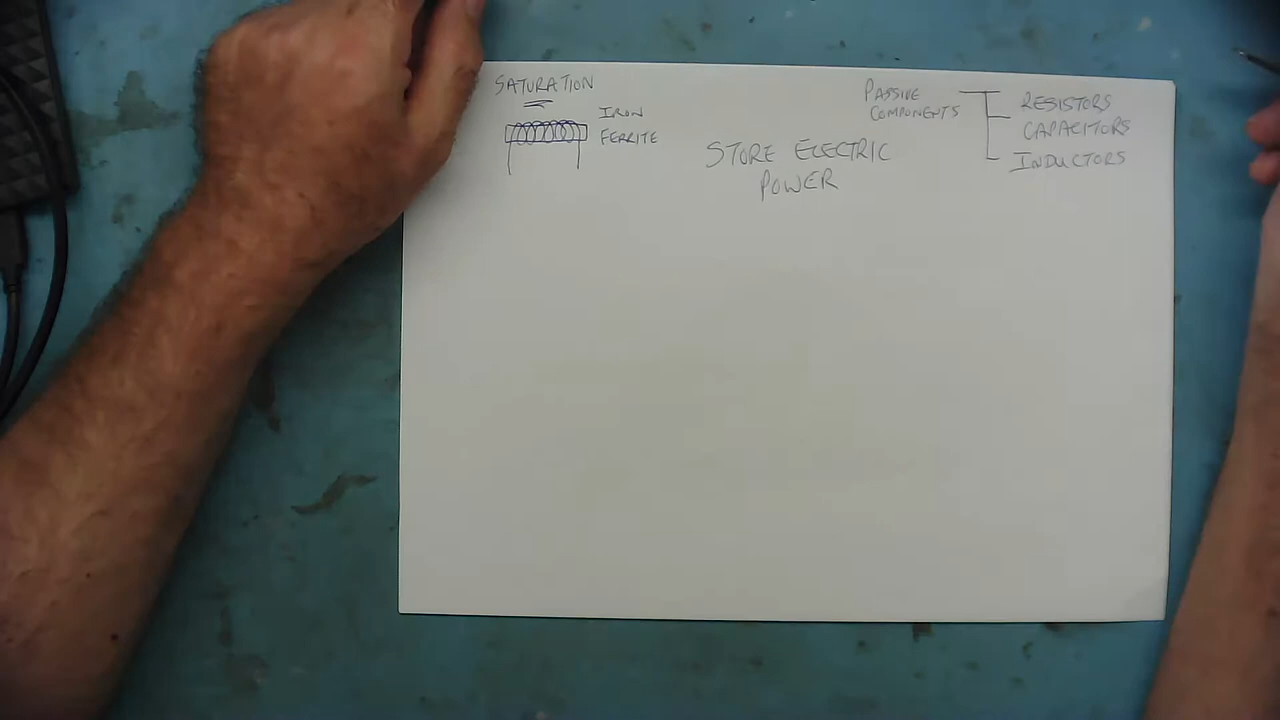 SATURATION
IRON
FERRITE
STORE ELECTRIC
POWER
PASSIVE
COMPONENTS
RESISTORS
CAPACITORS
INDUCTORS